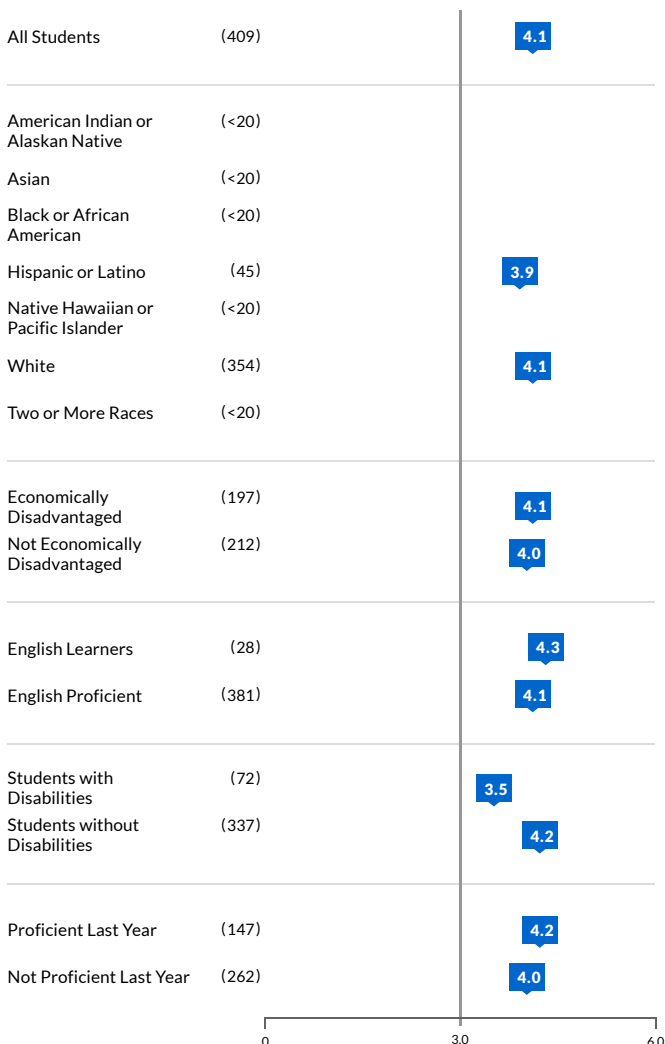 All Students (409) 4.1
American Indian or (<20)
Alaskan Native
Asian (<20)
Black or African (<20)
American
Hispanic or Latino (45) 3.9
Native Hawaiian or (<20)
Pacific Islander
White (354) 4.1
Two or More Races (<20)
Economically (197) 4.1
Disadvantaged
Not Economically (212) 4.0
Disadvantaged
English Learners (28) 4.3
English Proficient (381) 4.1
Students with (72) 3.5
Disabilities
Students without (337) 4.2
Disabilities
Proficient Last Year (147) 4.2
Not Proficient Last Year (262) 4.0
0 3.0 6.0